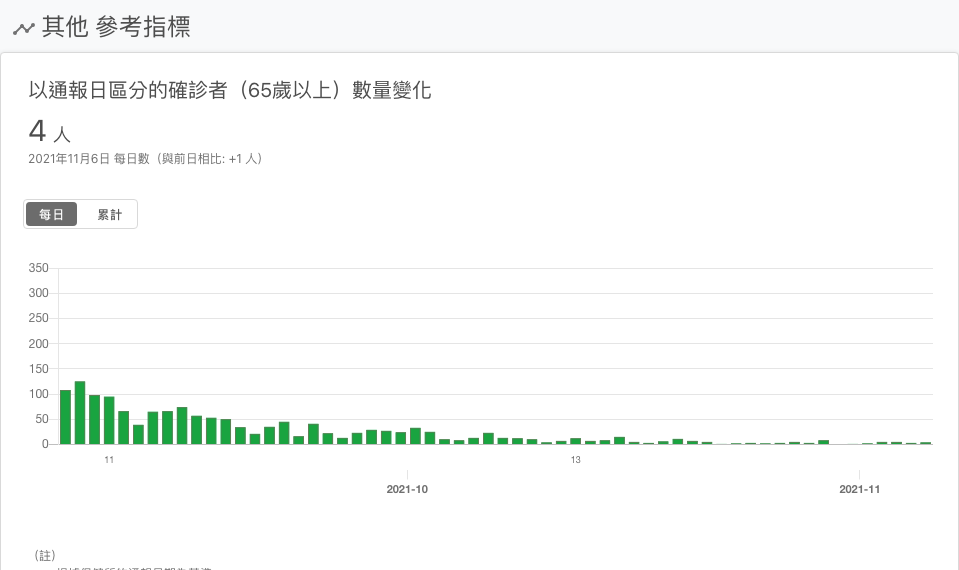 其他 參考指標
以通報日區分的確診者（65歲以上）數量變化
4 人
2021年11月6日 每日數（與前日相比: +1 人）
每日 累計
350
300
250
200
150
100
50
0
11 13
2021-10 2021-11
（註）